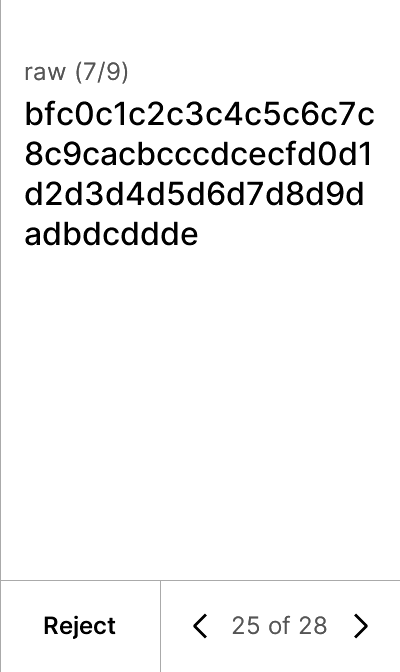 raw (7/9)
bfc0c1c2c3c4c5c6c7c
8c9cacbcccdcecfd0d1
d2d3d4d5d6d7d8d9d
adbdcddde
Reject
25 of 28